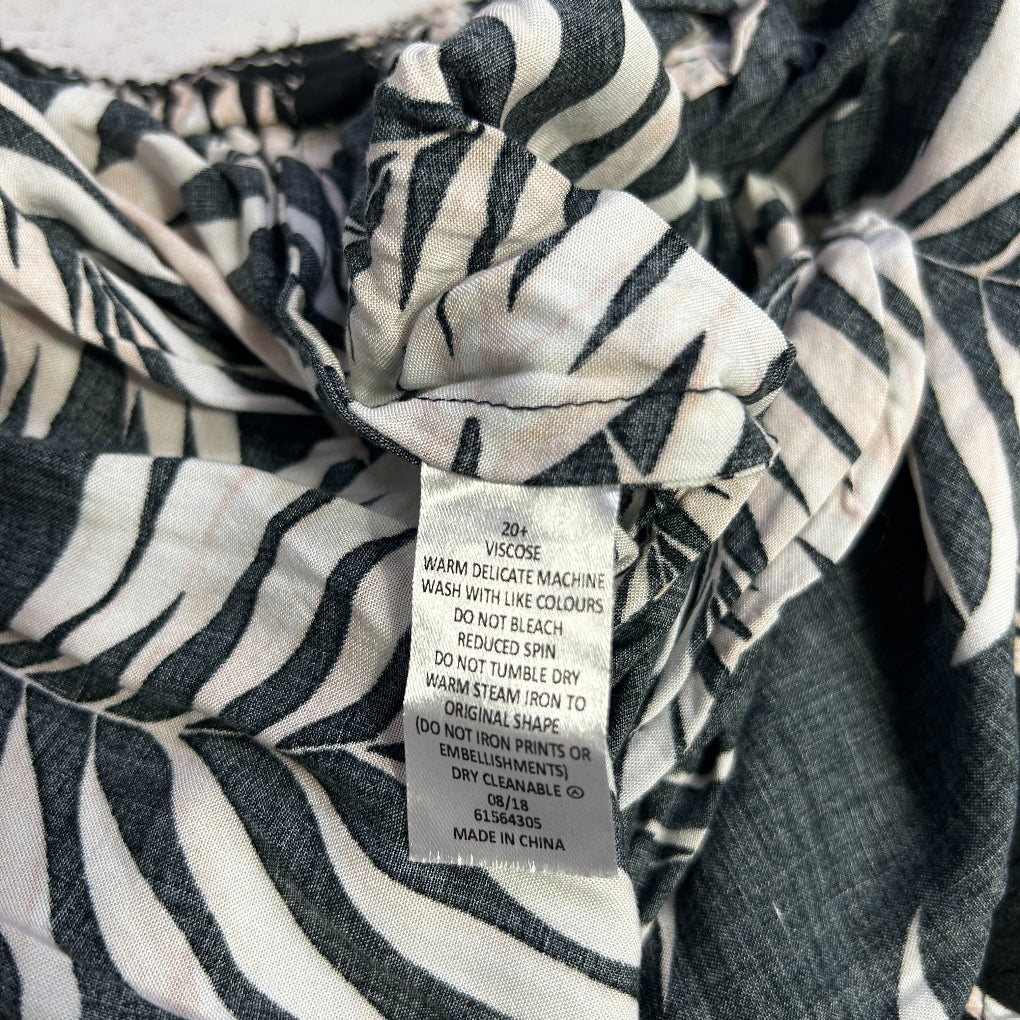 20+
VISCOSE
WARM DELICATE MACHINE
WASH WITH LIKE COLOURS
DO NOT BLEACH
REDUCED SPIN
DO NOT TUMBLE DRY
WARM STEAM IRON TO
ORIGINAL SHAPE
(DO NOT IRON PRINTS OR
EMBELLISHMENTS)
DRY CLEANABLE Ⓐ
08/18
61564305
MADE IN CHINA